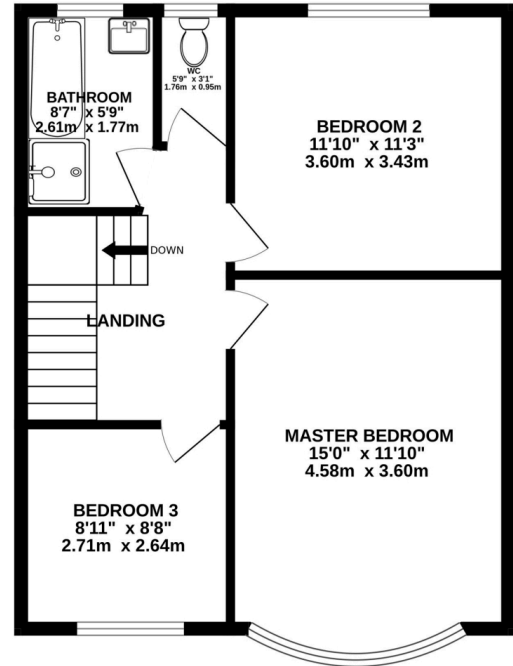 BATHROOM
8'7" x 5'9"
2.61m x 1.77m
WC
5'9" x 3'1"
1.76m x 0.95m
BEDROOM 2
11'10" x 11'3"
3.60m x 3.43m
DOWN
LANDING
MASTER BEDROOM
15'0" x 11'10"
4.58m x 3.60m
BEDROOM 3
8'11" x 8'8"
2.71m x 2.64m